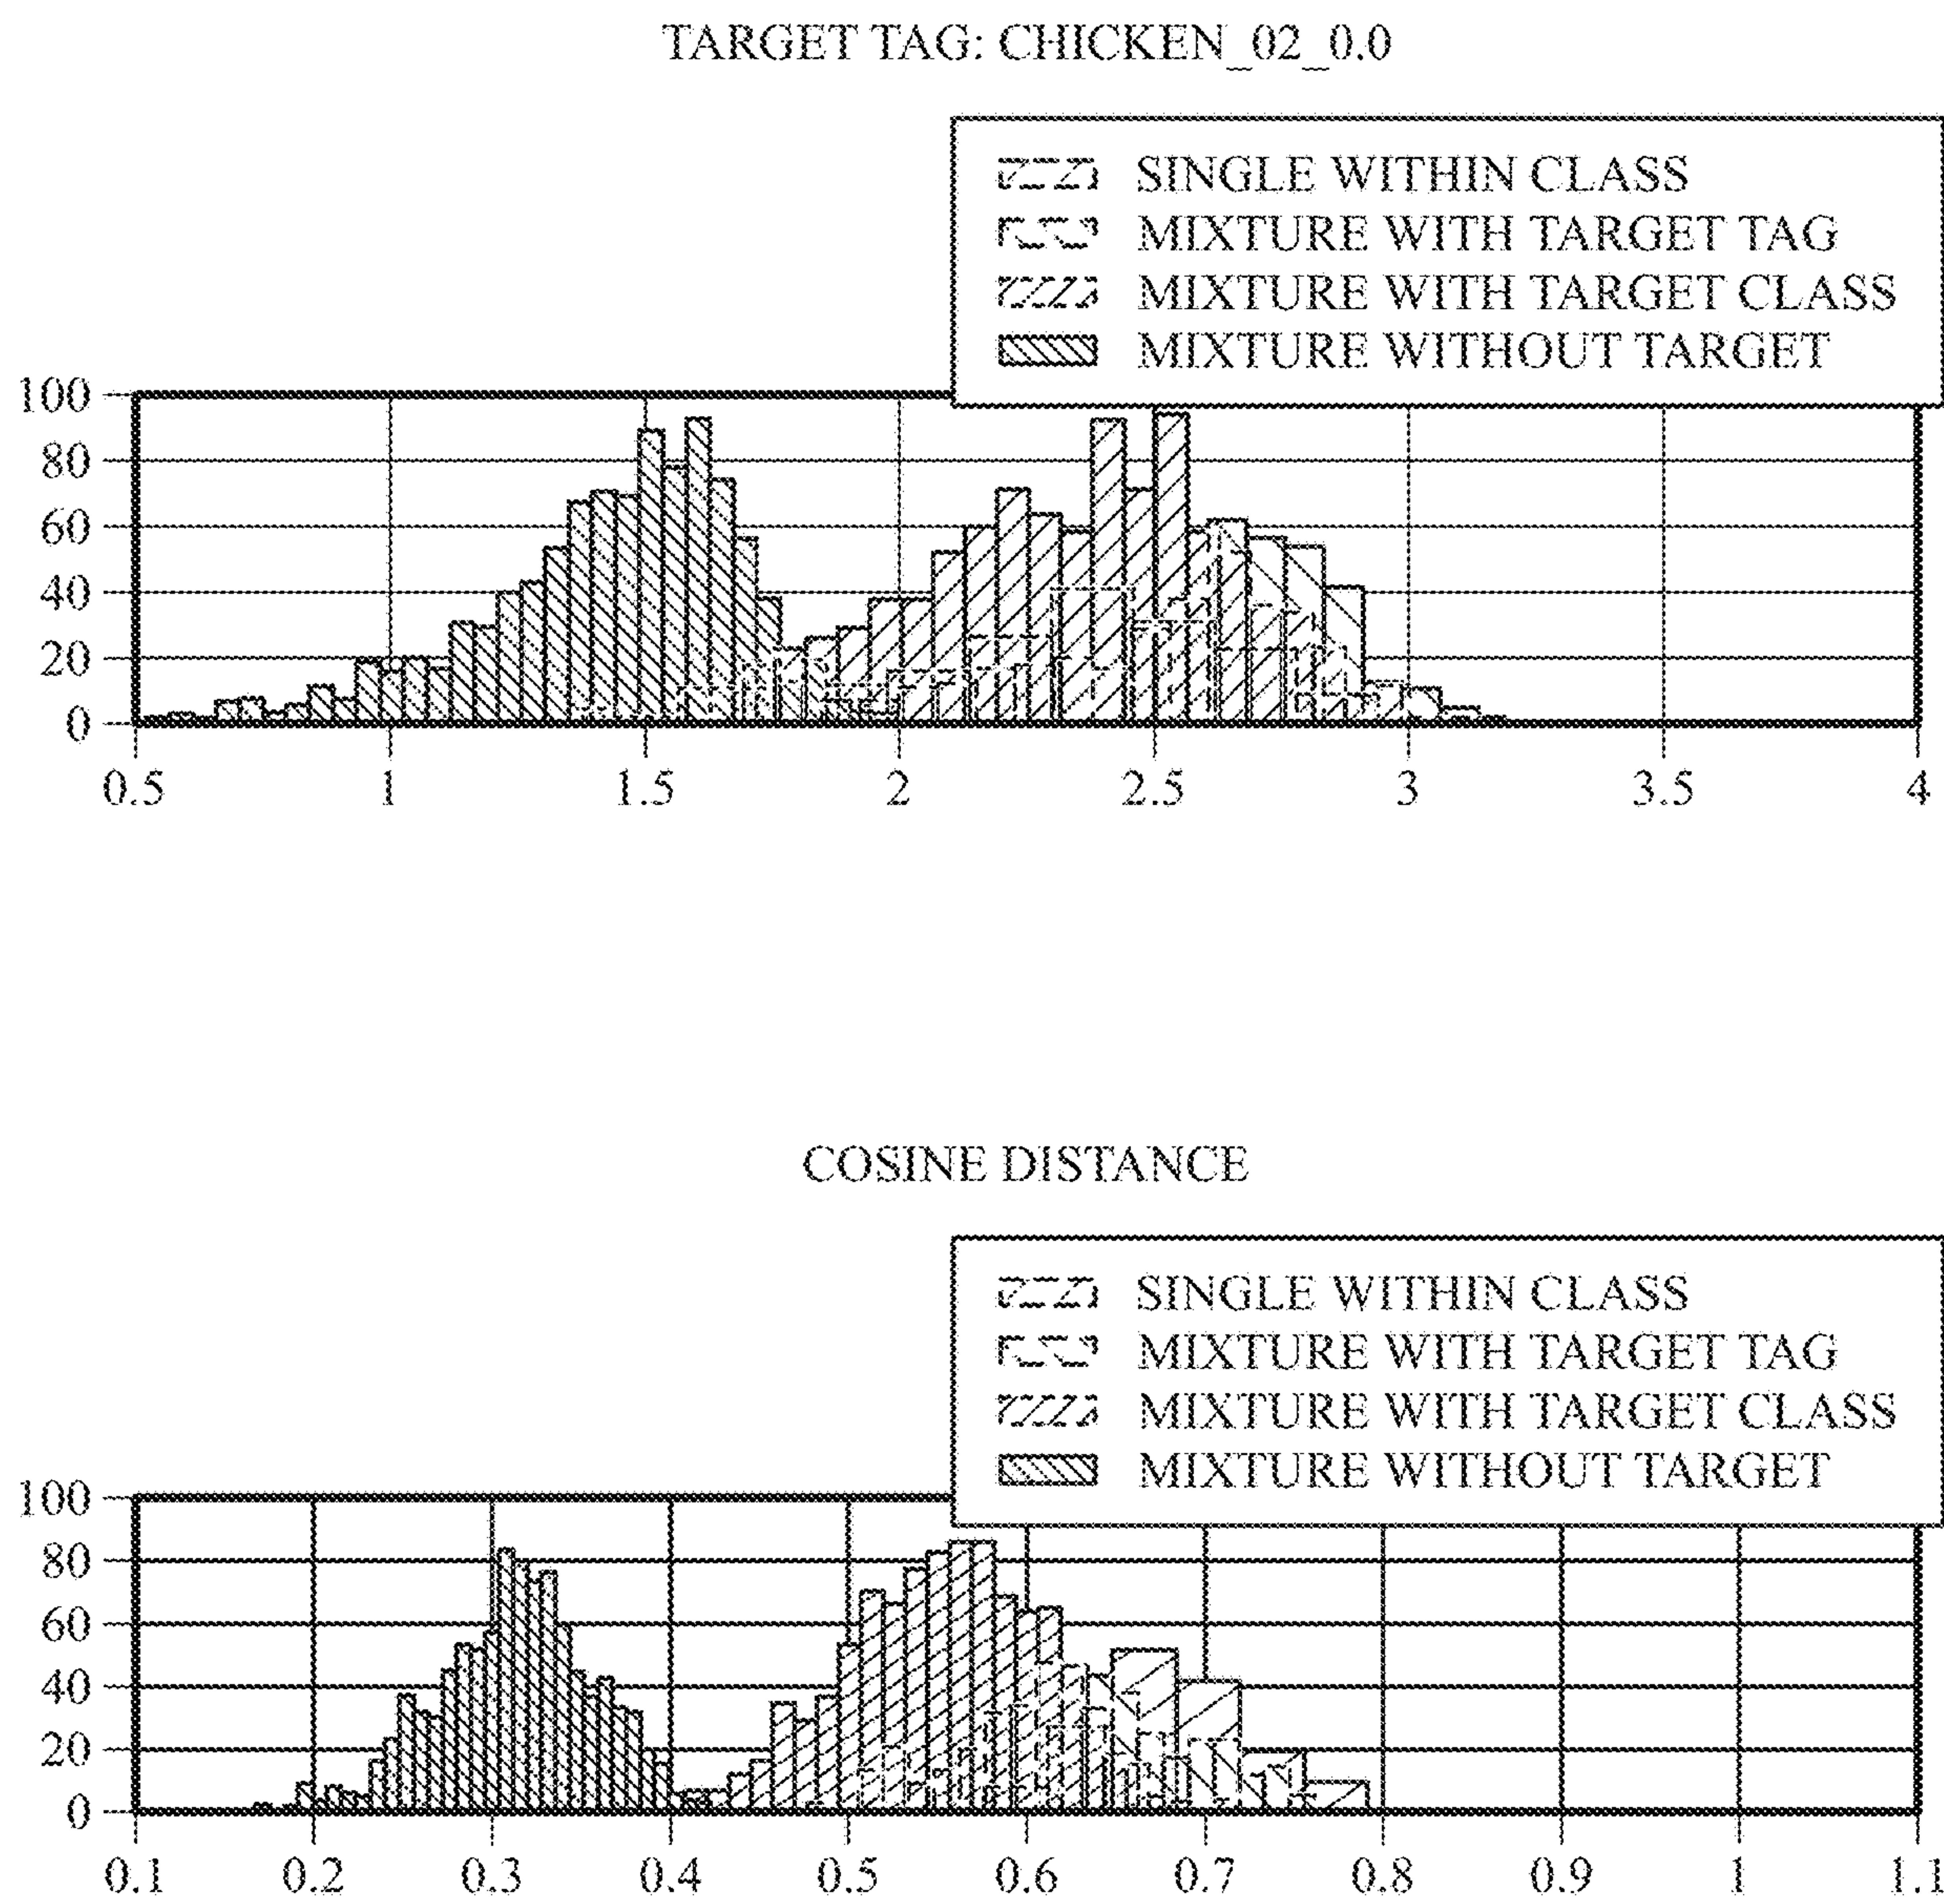 TARGET TAG: CHICKEN_02_0.0
SINGLE WITHIN CLASS
MIXTURE WITH TARGET TAG
MIXTURE WITH TARGET CLASS
MIXTURE WITHOUT TARGET
100
80
60
40
20
0
0.5 1 1.5 2 2.5 3 3.5 4
COSINE DISTANCE
SINGLE WITHIN CLASS
MIXTURE WITH TARGET TAG
MIXTURE WITH TARGET CLASS
MIXTURE WITHOUT TARGET
100
80
60
40
20
0
0.1 0.2 0.3 0.4 0.5 0.6 0.7 0.8 0.9 1 1.1